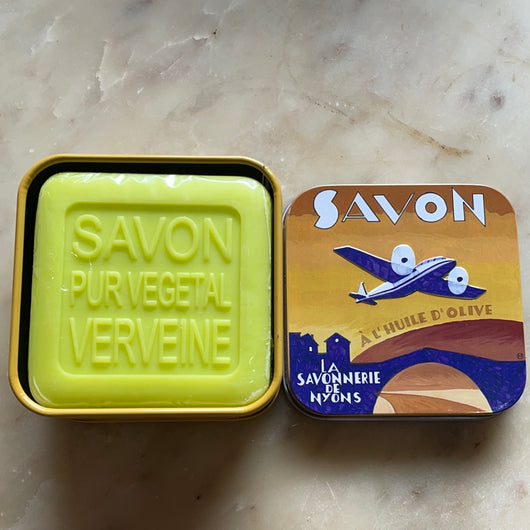 SAVON
PUR VEGETAL
VERVEINE
SAVON
À L'HUILE D'OLIVE
LA
SAVONNERIE
DE
NYONS